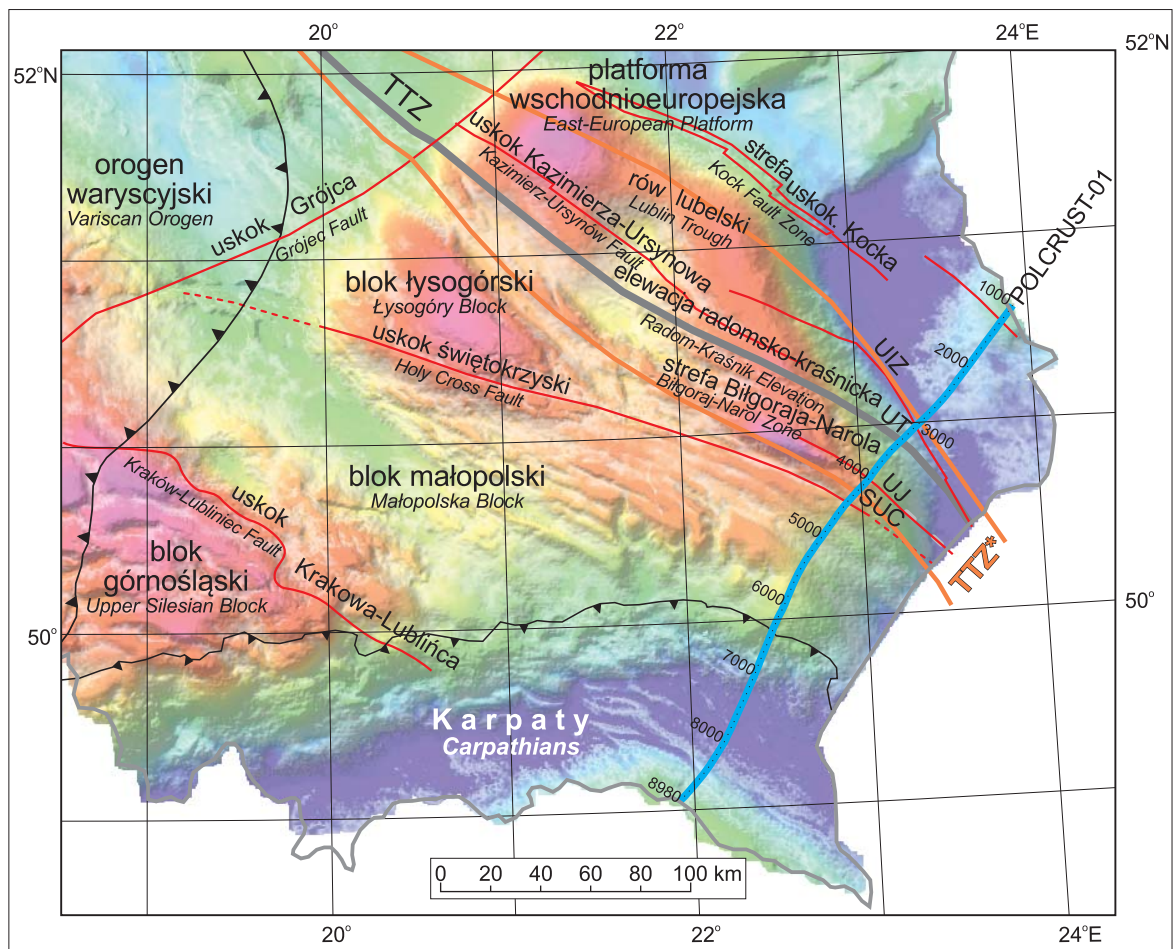 20°
22°
24°E
52°N
52°N
platforma
wschodnioeuropejska
East-European Platform
TTZ
uskok Kazimierza-Ursynowa
Kazimierz-Ursynów Fault
strefa uskok. Kocka
Kock Fault Zone
rów lubelski
Lublin Trough
orogen
waryscyjski
Variscan Orogen
uskok Grójca
Grójec Fault
POLCRUST-01
1000
2000
3000
4000
5000
6000
7000
8000
8980
blok łysogórski
Łysogóry Block
elewacja radomsko-kraśnicka
Radom-Kraśnik Elevation
uskok świętokrzyski
Holy Cross Fault
strefa Biłgoraja-Narola
Biłgoraj-Narol Zone
UIZ
UT
UJ
SUC
TTZ*
blok małopolski
Małopolska Block
uskok Krakowa-Lublińca
Kraków-Lubliniec Fault
blok
górnośląski
Upper Silesian Block
50°
50°
Karpaty
Carpathians
0 20 40 60 80 100 km
20°
22°
24°E